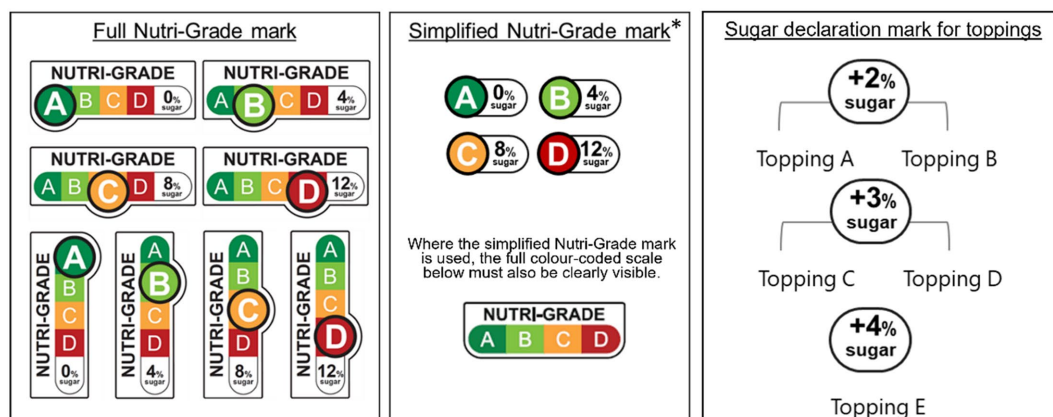 Full Nutri-Grade mark
NUTRI-GRADE
A B C D 0% sugar
NUTRI-GRADE
A B C D 4% sugar
NUTRI-GRADE
A B C D 8% sugar
NUTRI-GRADE
A B C D 12% sugar
NUTRI-GRADE
A
B
C
D
0%
sugar
NUTRI-GRADE
A
B
C
D
4%
sugar
NUTRI-GRADE
A
B
C
D
8%
sugar
NUTRI-GRADE
A
B
C
D
12%
sugar
Simplified Nutri-Grade mark*
A 0% sugar
B 4% sugar
C 8% sugar
D 12% sugar
Where the simplified Nutri-Grade mark
is used, the full colour-coded scale
below must also be clearly visible.
NUTRI-GRADE
A B C D
Sugar declaration mark for toppings
+2%
sugar
Topping A Topping B
+3%
sugar
Topping C Topping D
+4%
sugar
Topping E